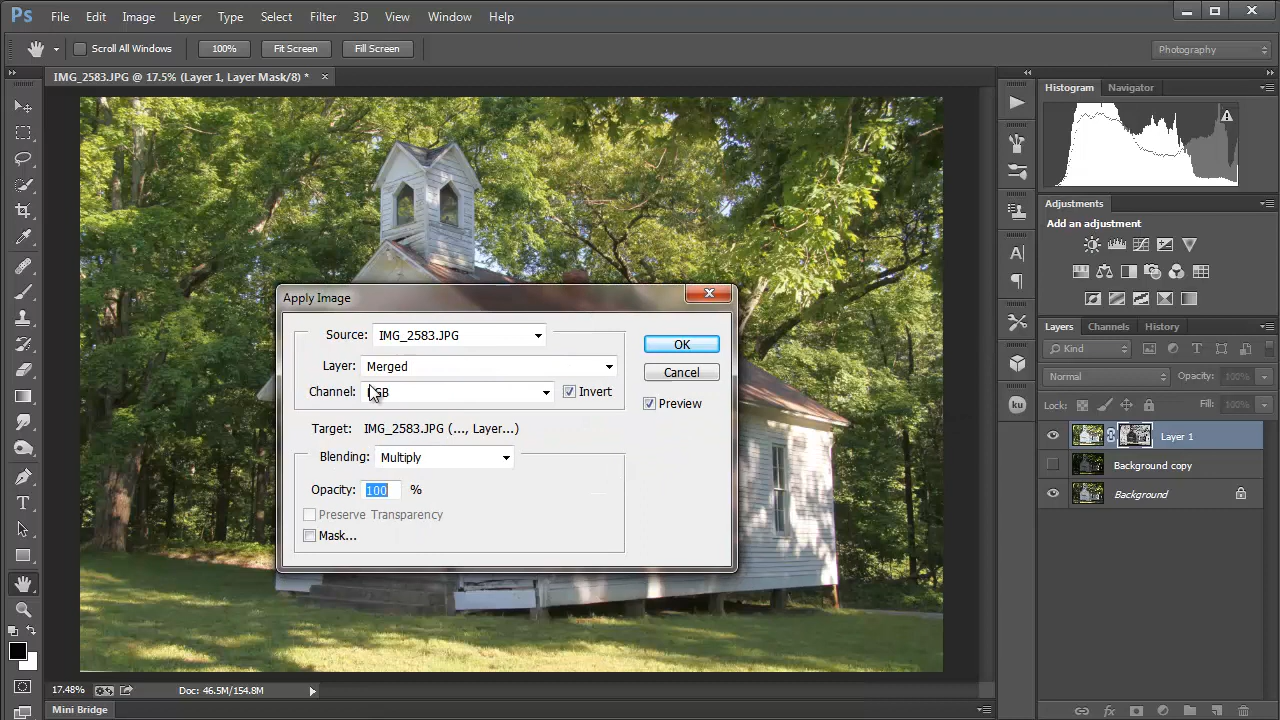 Ps File Edit Image Layer Type Select Filter 3D View Window Help
Scroll All Windows 100% Fit Screen Fill Screen Photography
IMG_2583.JPG @ 17.5% (Layer 1, Layer Mask/8) *
Histogram Navigator
Adjustments
Add an adjustment
Apply Image
Source: IMG_2583.JPG OK
Layer: Merged Cancel
Channel: Invert
Preview
Target: IMG_2583.JPG (..., Layer...)
Blending: Multiply
Opacity: 100 %
Preserve Transparency
Mask...
Layers Channels History
Kind
Normal Opacity:
Lock: Fill:
ku
Layer 1
Background copy
Background
17.48% Doc: 46.5M/154.8M
Mini Bridge